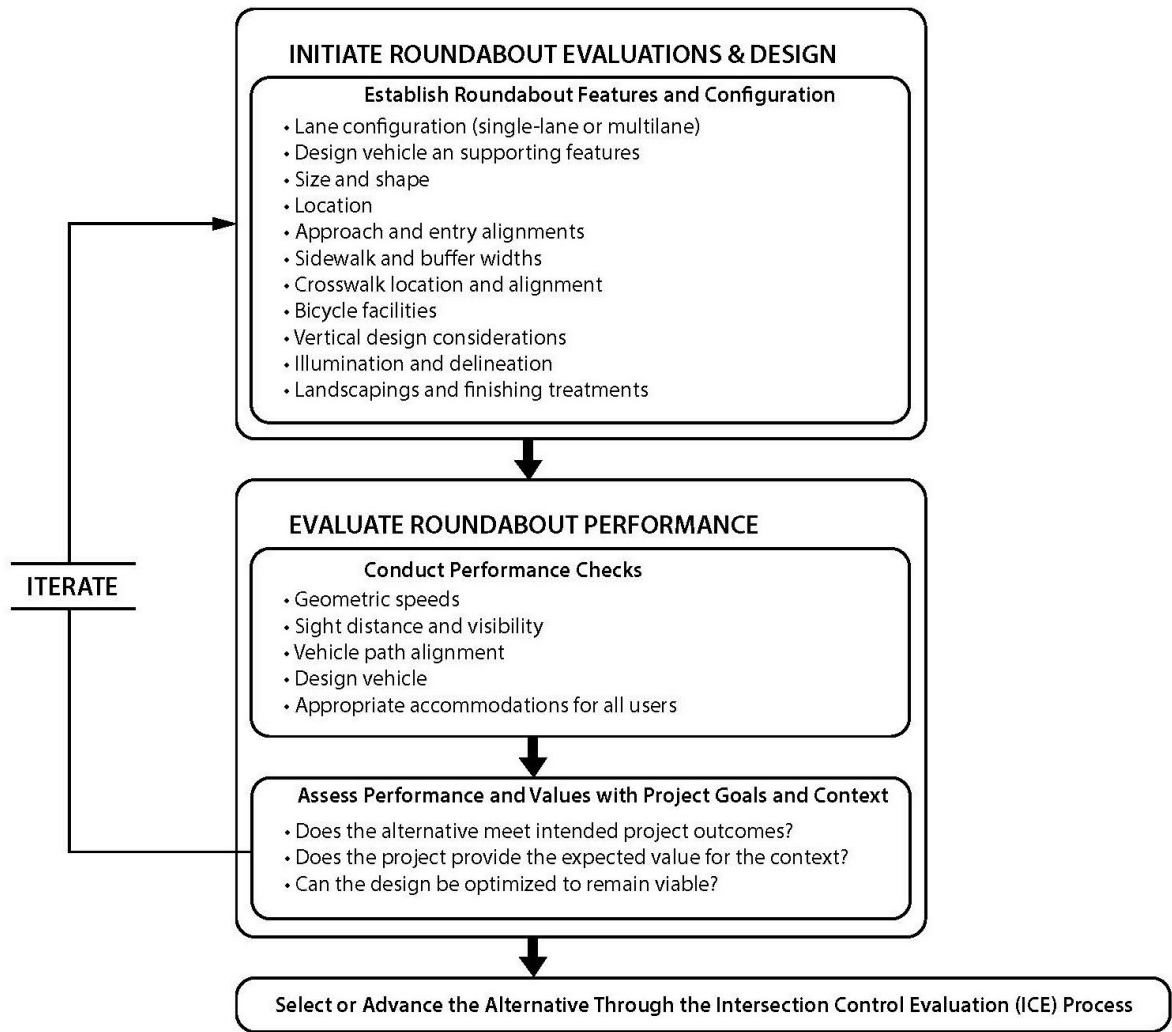 INITIATE ROUNDABOUT EVALUATIONS & DESIGN
Establish Roundabout Features and Configuration
• Lane configuration (single-lane or multilane)
• Design vehicle an supporting features
• Size and shape
• Location
• Approach and entry alignments
• Sidewalk and buffer widths
• Crosswalk location and alignment
• Bicycle facilities
• Vertical design considerations
• Illumination and delineation
• Landscapings and finishing treatments
EVALUATE ROUNDABOUT PERFORMANCE
Conduct Performance Checks
• Geometric speeds
• Sight distance and visibility
• Vehicle path alignment
• Design vehicle
• Appropriate accommodations for all users
ITERATE
Assess Performance and Values with Project Goals and Context
• Does the alternative meet intended project outcomes?
• Does the project provide the expected value for the context?
• Can the design be optimized to remain viable?
Select or Advance the Alternative Through the Intersection Control Evaluation (ICE) Process